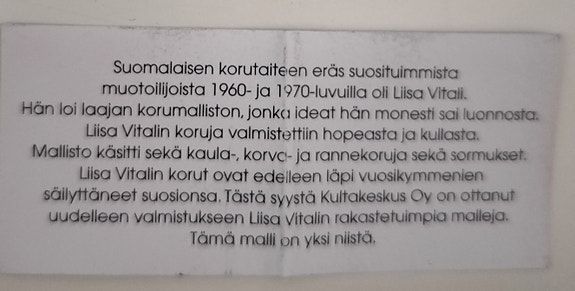 Suomalaisen korutaiteen eräs suosituimmista
muotoilijoista 1960- ja 1970-luvuilla oli Liisa Vitali.
Hän loi laajan korumalliston, jonka ideat hän monesti sai luonnosta.
Liisa Vitalin koruja valmistettiin hopeasta ja kullasta.
Mallisto käsitti sekä kaula-, korva- ja rannekoruja sekä sormukset.
Liisa Vitalin korut ovat edelleen läpi vuosikymmenien
säilyttäneet suosionsa. Tästä syystä Kultakeskus Oy on ottanut
uudelleen valmistukseen Liisa Vitalin rakastetuimpia malleja.
Tämä malli on yksi niistä.